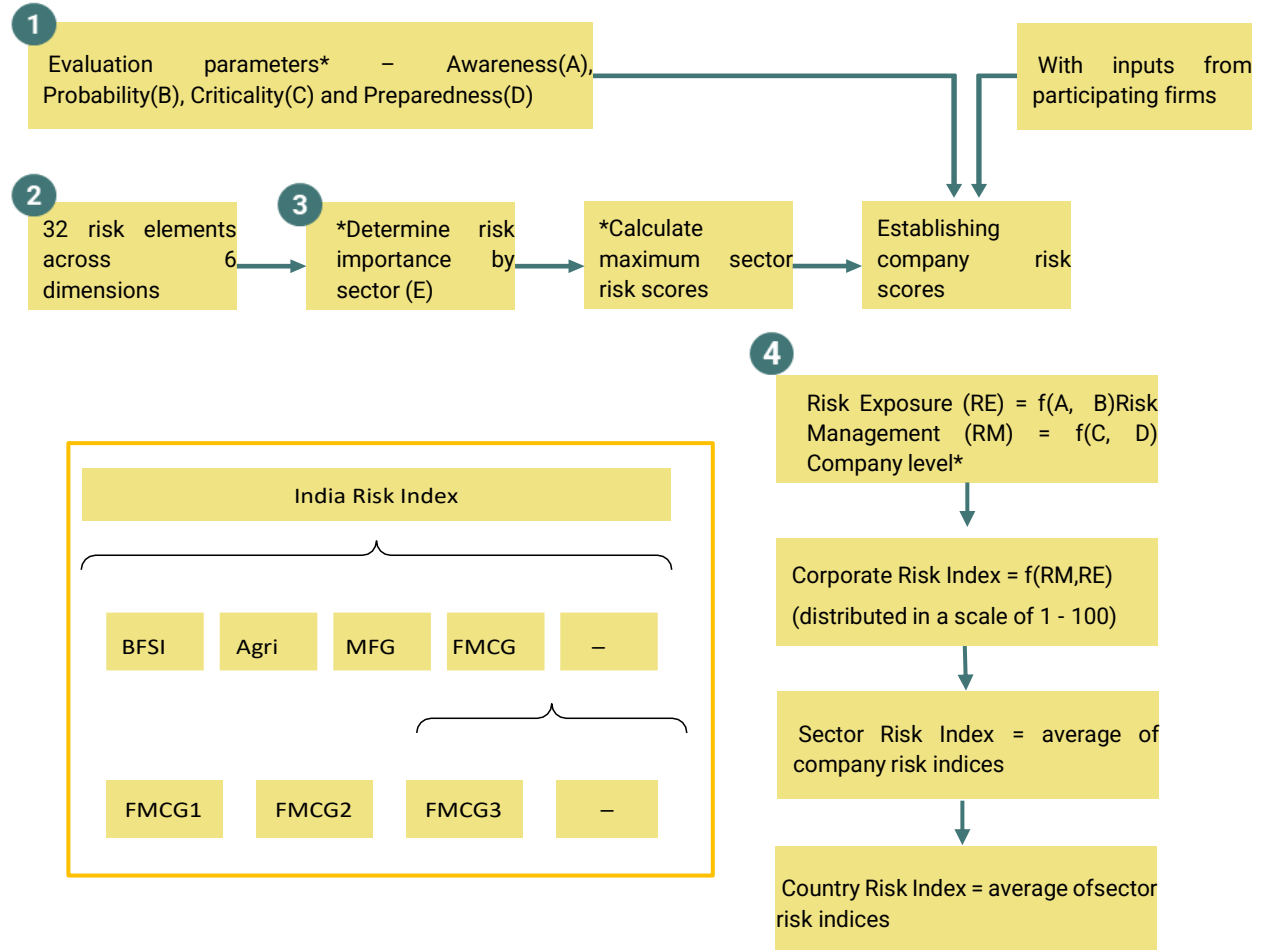 1
Evaluation parameters* – Awareness(A),
Probability(B), Criticality(C) and Preparedness(D)
With inputs from
participating firms
2
32 risk elements
across 6
dimensions
3
*Determine risk
importance by
sector (E)
*Calculate
maximum sector
risk scores
Establishing
company risk
scores
4
Risk Exposure (RE) = f(A, B)Risk
Management (RM) = f(C, D)
Company level*
Corporate Risk Index = f(RM,RE)
(distributed in a scale of 1 - 100)
Sector Risk Index = average of
company risk indices
Country Risk Index = average ofsector
risk indices
India Risk Index
BFSI Agri MFG FMCG –
FMCG1 FMCG2 FMCG3 –